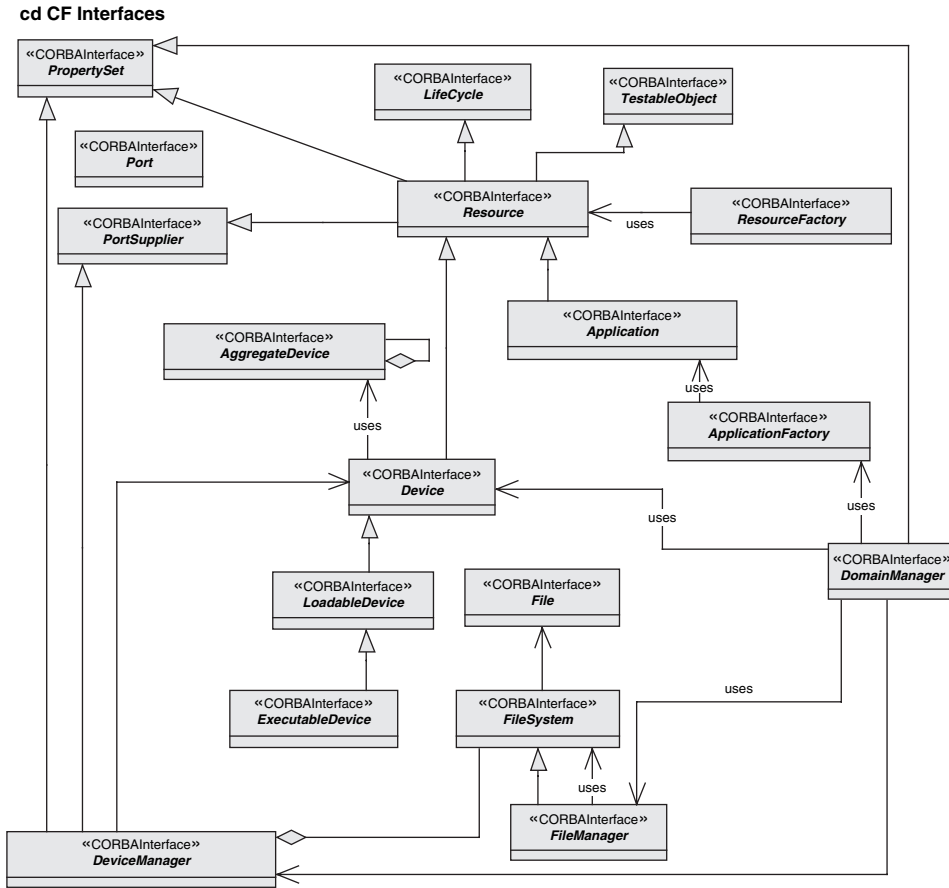 cd CF Interfaces
«CORBAInterface»
PropertySet
«CORBAInterface»
LifeCycle
«CORBAInterface»
TestableObject
«CORBAInterface»
Port
«CORBAInterface»
Resource
«CORBAInterface»
ResourceFactory
uses
«CORBAInterface»
PortSupplier
«CORBAInterface»
Application
«CORBAInterface»
AggregateDevice
uses
«CORBAInterface»
ApplicationFactory
uses
«CORBAInterface»
Device
uses
uses
«CORBAInterface»
DomainManager
«CORBAInterface»
LoadableDevice
«CORBAInterface»
File
«CORBAInterface»
ExecutableDevice
«CORBAInterface»
FileSystem
uses
uses
«CORBAInterface»
FileManager
«CORBAInterface»
DeviceManager